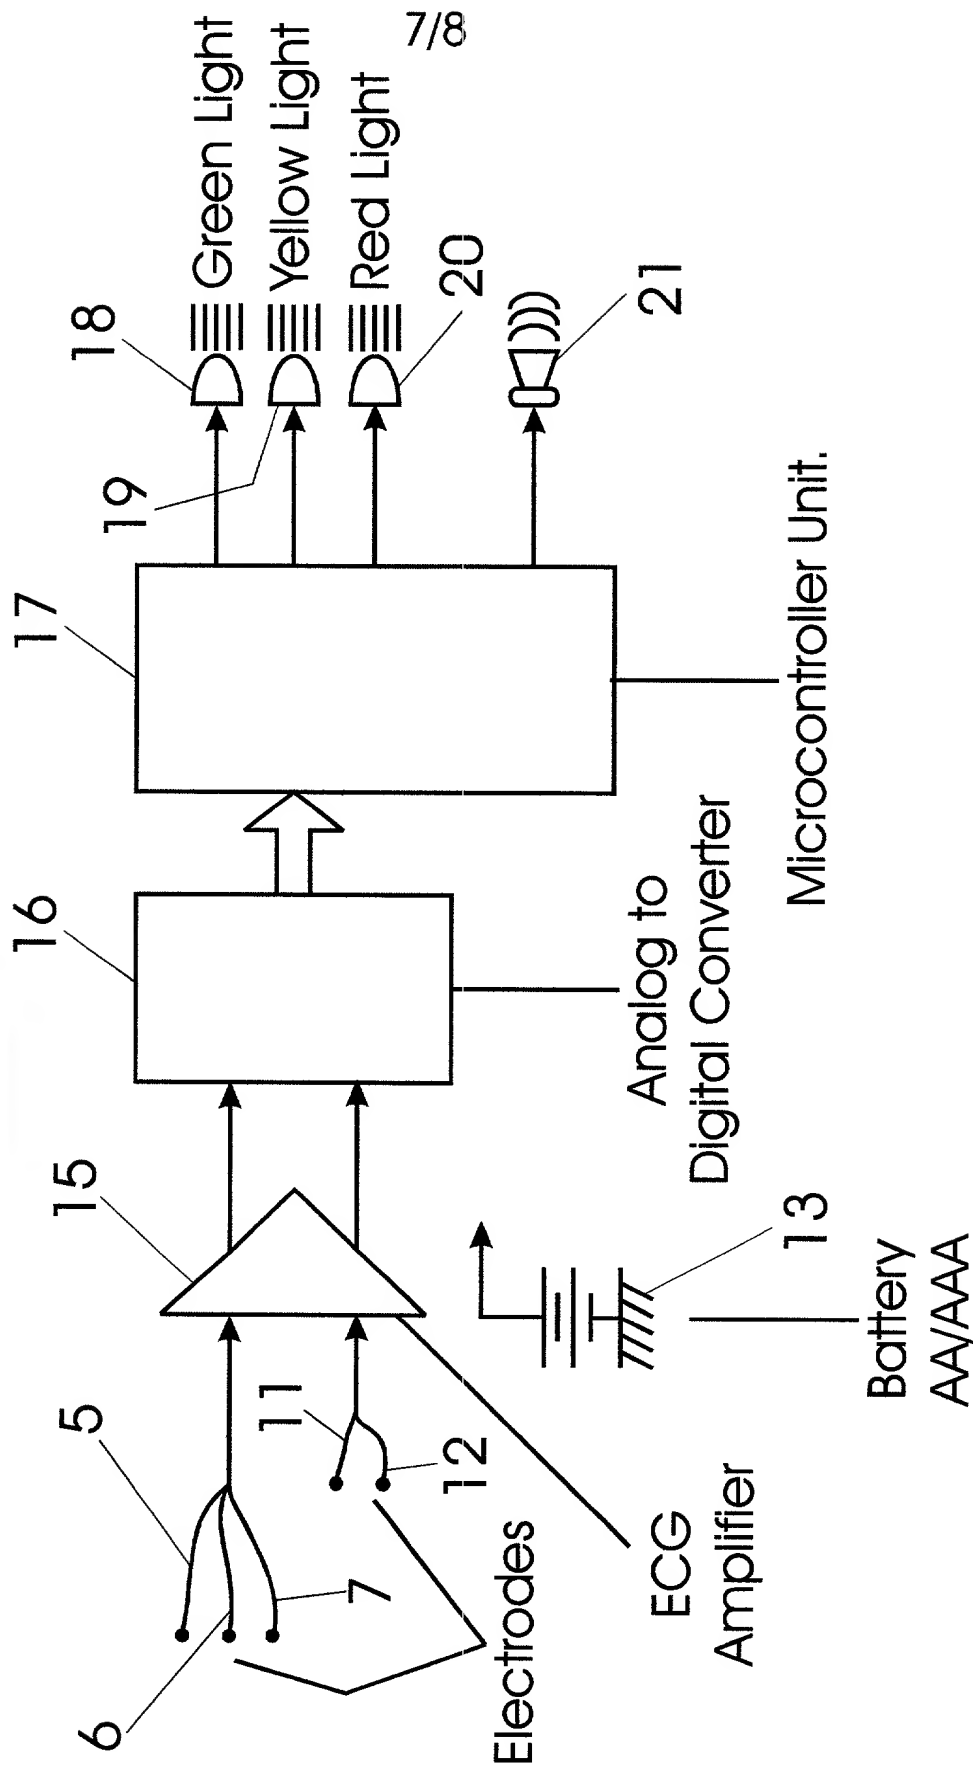 7/8
18
Green Light
19
Yellow Light
Red Light
20
21
17
Microcontroller Unit.
16
Analog to
Digital Converter
15
13
Battery
AA/AAA
5
6
7
11
12
Electrodes
ECG
Amplifier